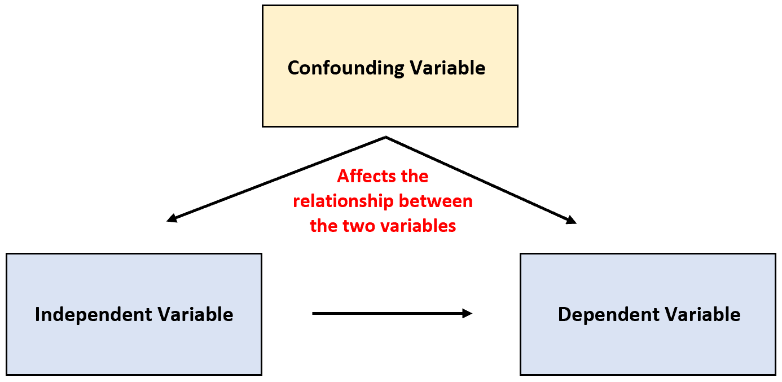 Confounding Variable
Affects the
relationship between
the two variables
Independent Variable
Dependent Variable